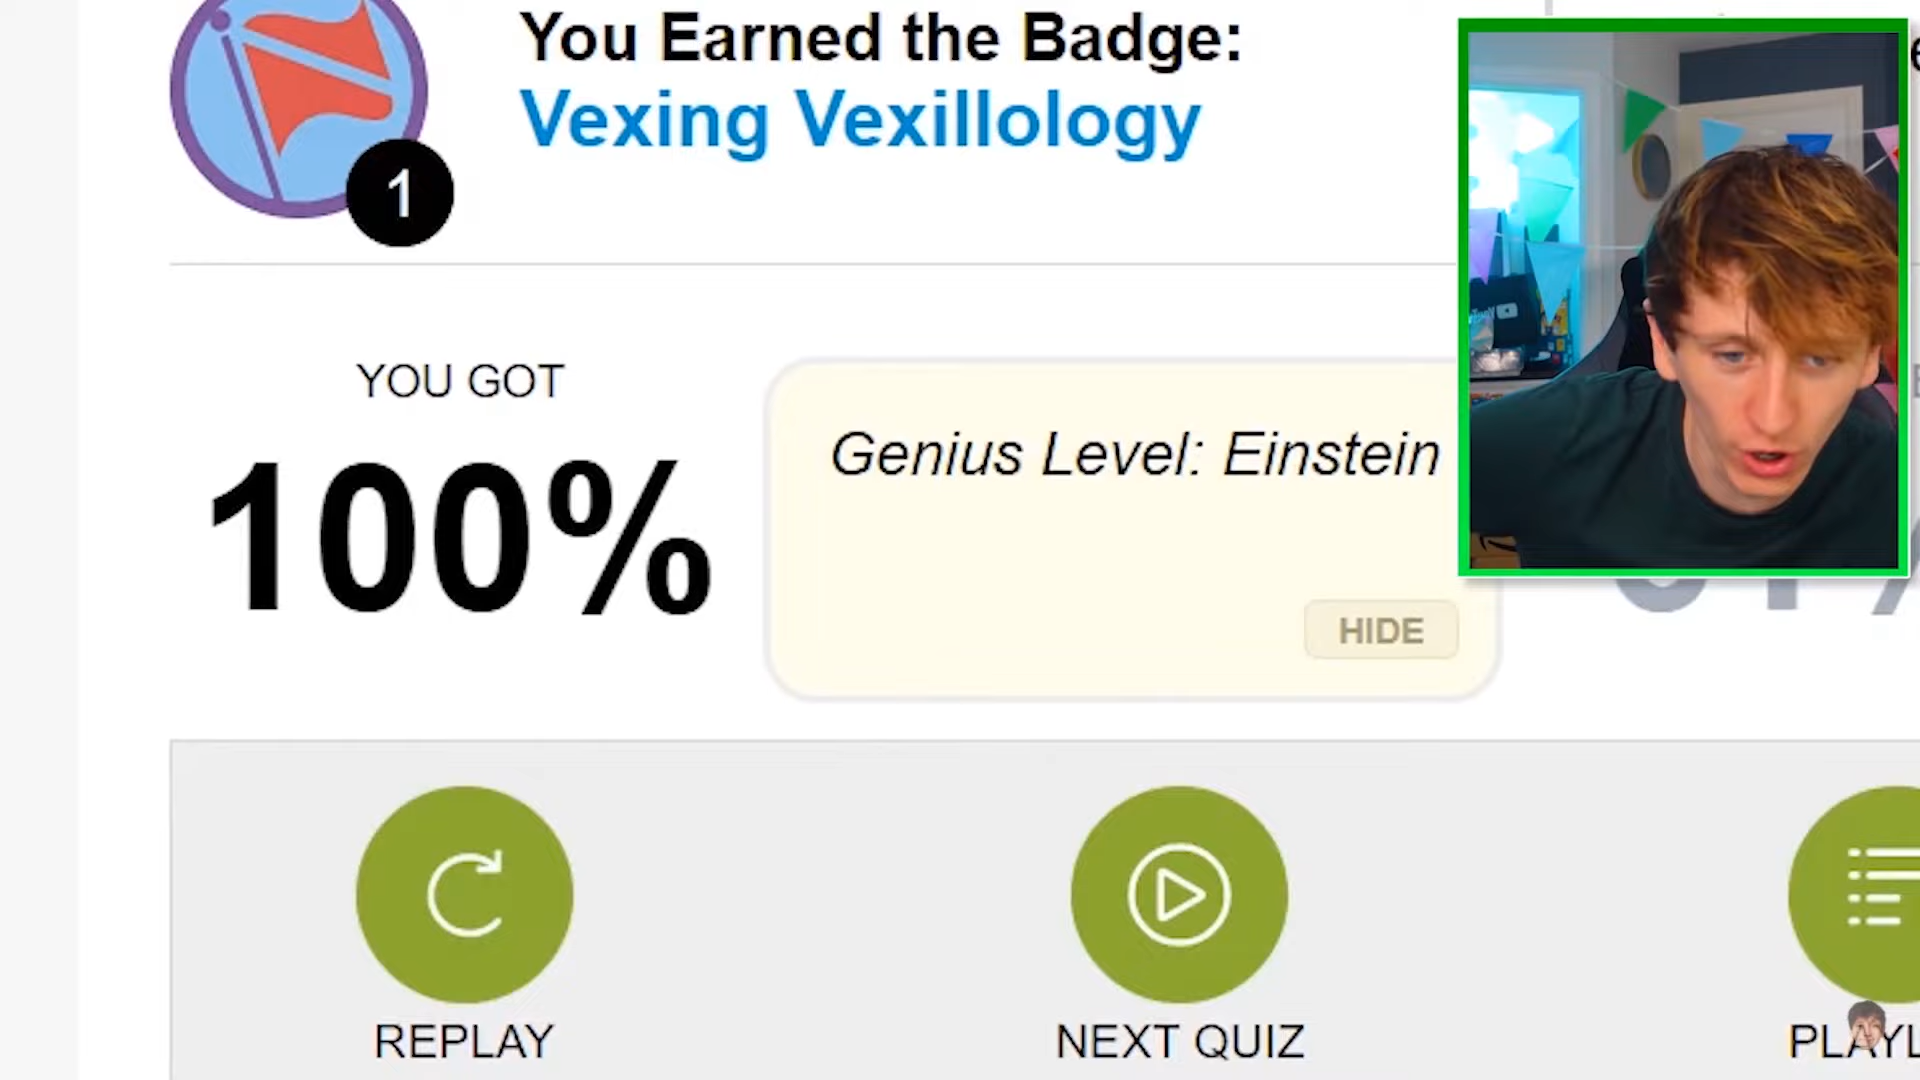 You Earned the Badge:
Vexing Vexillology
1
YOU GOT
100%
Genius Level: Einstein
HIDE
REPLAY
NEXT QUIZ